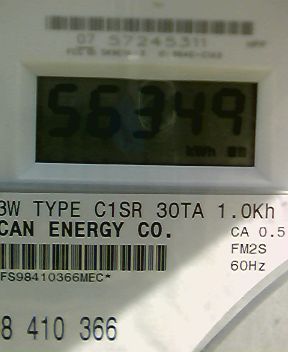 07 57245311
56349
kWh
3W TYPE C1SR 30TA 1.0Kh
CAN ENERGY CO.
CA 0.5
FM2S
60Hz
FS98410366MEC*
8 410 366